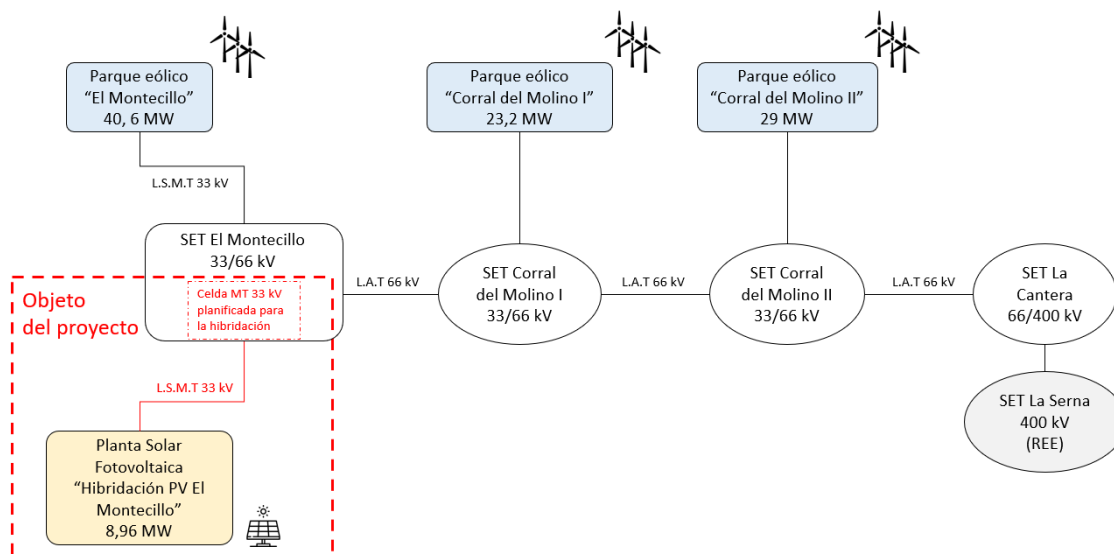 Parque eólico
“El Montecillo”
40, 6 MW
Parque eólico
“Corral del Molino I”
23,2 MW
Parque eólico
“Corral del Molino II”
29 MW
L.S.M.T 33 kV
SET El Montecillo
33/66 kV
Celda MT 33 kV
planificada para
la hibridación
Objeto
del proyecto
L.A.T 66 kV
SET Corral
del Molino I
33/66 kV
L.A.T 66 kV
SET Corral
del Molino II
33/66 kV
L.A.T 66 kV
SET La
Cantera
66/400 kV
L.S.M.T 33 kV
SET La Serna
400 kV
(REE)
Planta Solar
Fotovoltaica
“Hibridación PV El
Montecillo”
8,96 MW